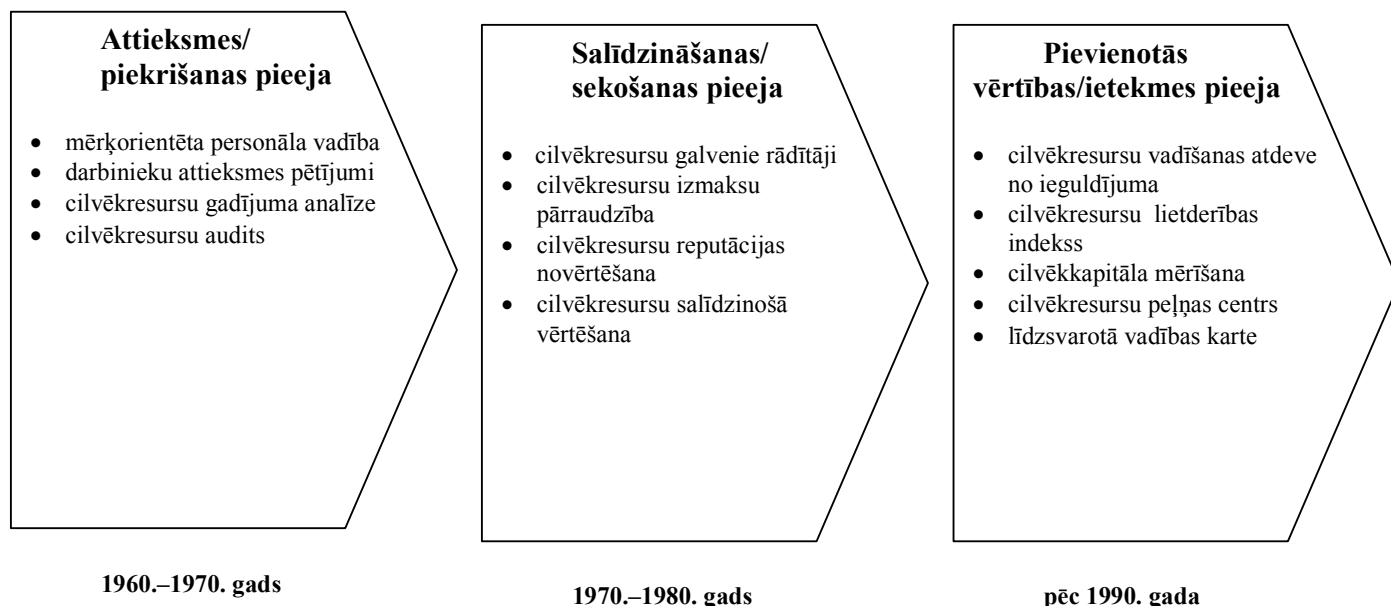 Attieksmes/
piekrišanas pieeja
• mērķorientēta personāla vadība
• darbinieku attieksmes pētījumi
• cilvēkresursu gadījuma analīze
• cilvēkresursu audits
1960.–1970. gads
Salīdzināšanas/
sekošanas pieeja
• cilvēkresursu galvenie rādītāji
• cilvēkresursu izmaksu
pārraudzība
• cilvēkresursu reputācijas
novērtēšana
• cilvēkresursu salīdzinošā
vērtēšana
1970.–1980. gads
Pievienotās
vērtības/ietekmes pieeja
• cilvēkresursu vadīšanas atdeve
no ieguldījuma
• cilvēkresursu lietderības
indekss
• cilvēkkapitāla mērīšana
• cilvēkresursu peļņas centrs
• līdzsvarotā vadības karte
pēc 1990. gada